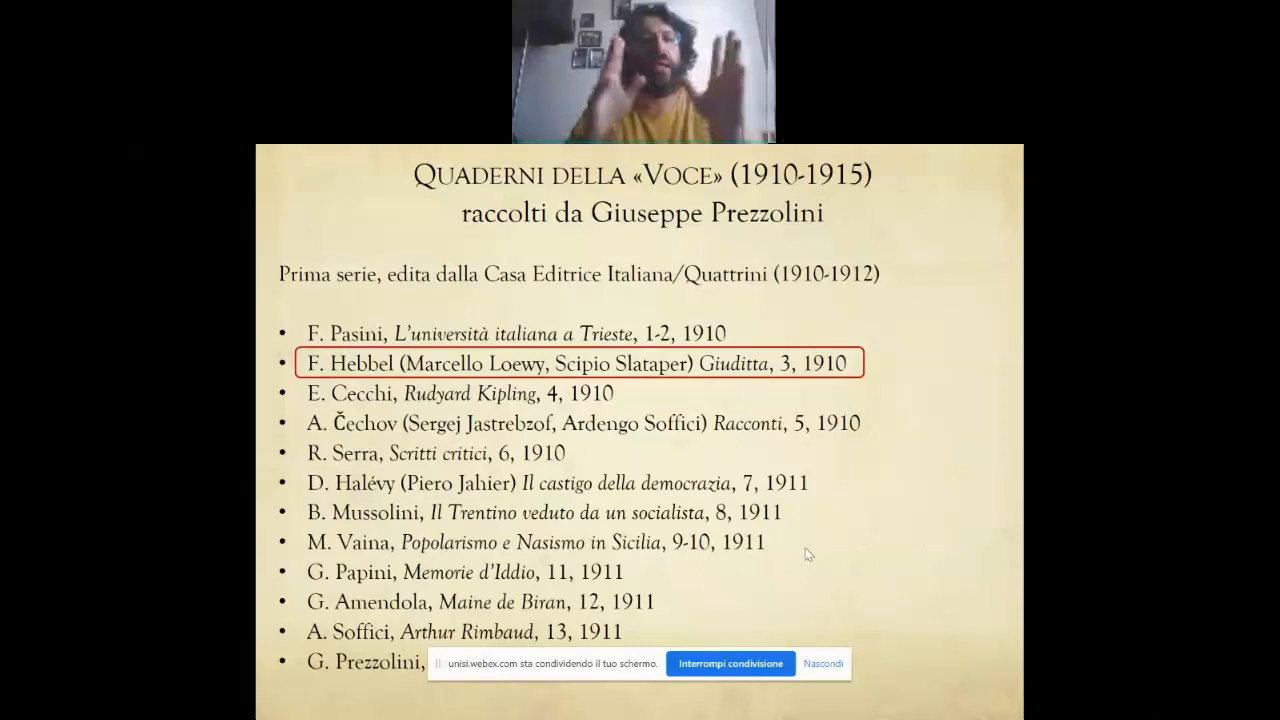 QUADERNI DELLA «VOCE» (1910-1915)
raccolti da Giuseppe Prezzolini
Prima serie, edita dalla Casa Editrice Italiana/Quattrini (1910-1912)
• F. Pasini, L'università italiana a Trieste, 1-2, 1910
• F. Hebbel (Marcello Loewy, Scipio Slataper) Giuditta, 3, 1910
• E. Cecchi, Rudyard Kipling, 4, 1910
• A. Čechov (Sergej Jastrebzof, Ardengo Soffici) Racconti, 5, 1910
• R. Serra, Scritti critici, 6, 1910
• D. Halévy (Piero Jahier) Il castigo della democrazia, 7, 1911
• B. Mussolini, Il Trentino veduto da un socialista, 8, 1911
• M. Vaina, Popolarismo e Nasismo in Sicilia, 9-10, 1911
• G. Papini, Memorie d'Iddio, 11, 1911
• G. Amendola, Maine de Biran, 12, 1911
• A. Soffici, Arthur Rimbaud, 13, 1911
• G. Prezzolini,
unisi.webex.com sta condividendo il tuo schermo. Interrompi condivisione Nascondi